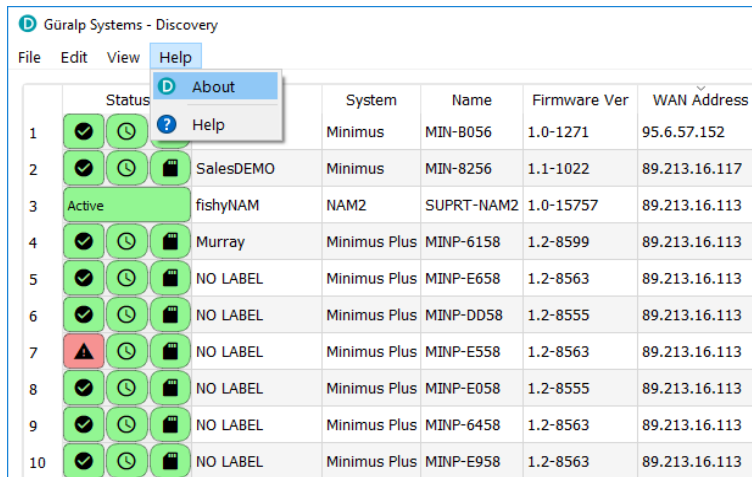 D Güralp Systems - Discovery
File Edit View Help
D About
? Help
Status System Name Firmware Ver WAN Address
1 Minimus MIN-B056 1.0-1271 95.6.57.152
2 SalesDEMO Minimus MIN-8256 1.1-1022 89.213.16.117
3 Active fishyNAM NAM2 SUPRT-NAM2 1.0-15757 89.213.16.113
4 Murray Minimus Plus MINP-6158 1.2-8599 89.213.16.113
5 NO LABEL Minimus Plus MINP-E658 1.2-8563 89.213.16.113
6 NO LABEL Minimus Plus MINP-DD58 1.2-8555 89.213.16.113
7 NO LABEL Minimus Plus MINP-E558 1.2-8563 89.213.16.113
8 NO LABEL Minimus Plus MINP-E058 1.2-8555 89.213.16.113
9 NO LABEL Minimus Plus MINP-6458 1.2-8563 89.213.16.113
10 NO LABEL Minimus Plus MINP-E958 1.2-8563 89.213.16.113